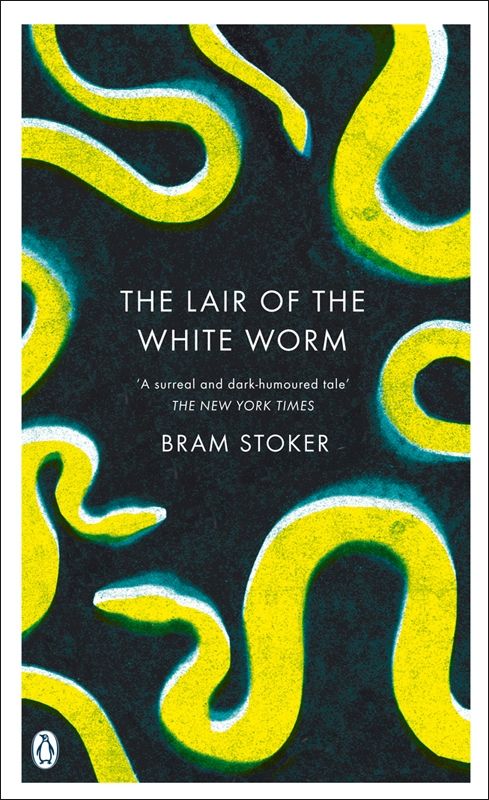 THE LAIR OF THE
WHITE WORM
‘A surreal and dark-humoured tale’
THE NEW YORK TIMES
BRAM STOKER